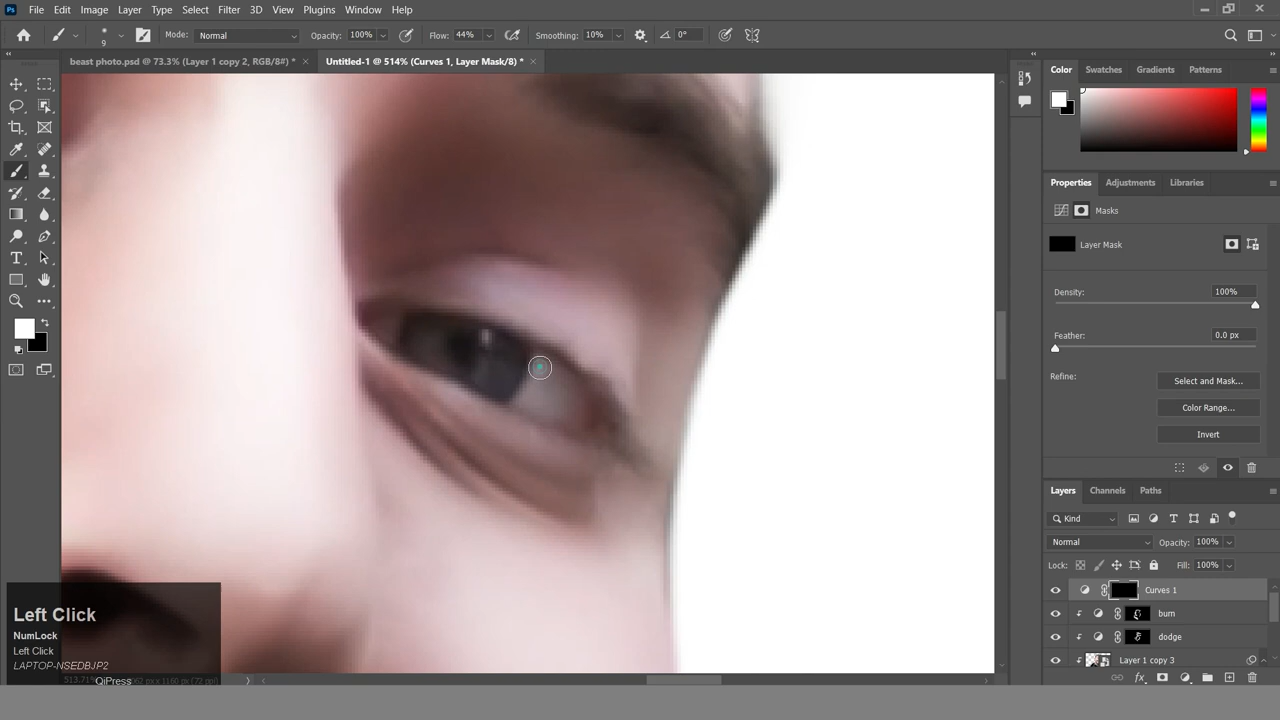 Ps File Edit Image Layer Type Select Filter 3D View Plugins Window Help
9 Mode: Normal Opacity: 100% Flow: 44% Smoothing: 10% 0°
beast photo.psd @ 73.3% (Layer 1 copy 2, RGB/8#) * × Untitled-1 @ 514% (Curves 1, Layer Mask/8) * ×
Color Swatches Gradients Patterns
Properties Adjustments Libraries
Masks
Layer Mask
Density: 100%
Feather: 0.0 px
Refine: Select and Mask...
Color Range...
Invert
Layers Channels Paths
Kind
Normal Opacity: 100%
Lock: Fill: 100%
Curves 1
burn
dodge
Layer 1 copy 3
Left Click
NumLock
Left Click
LAPTOP-NSEDBJP2
QiPress